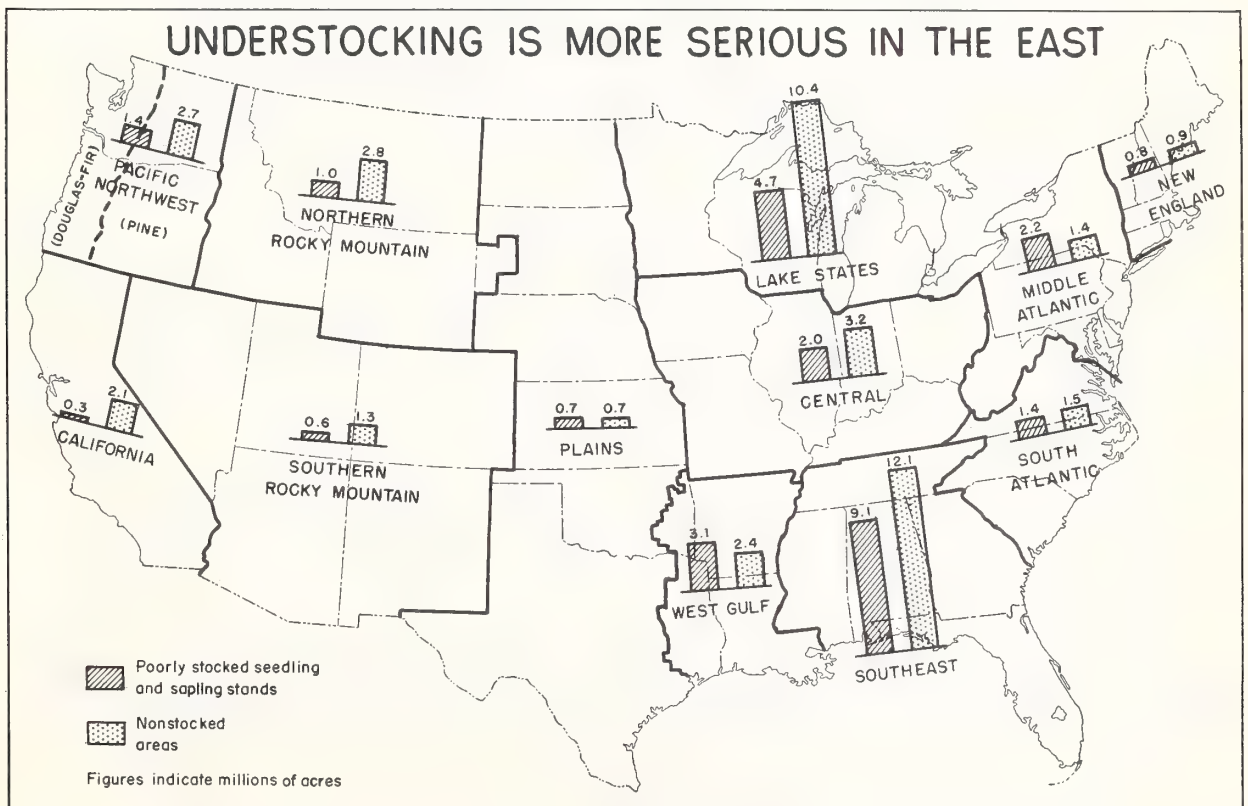 UNDERSTOCKING IS MORE SERIOUS IN THE EAST
1.4
2.7
PACIFIC
NORTHWEST
(DOUGLAS-FIR)
(PINE)
1.0
2.8
NORTHERN
ROCKY MOUNTAIN
4.7
10.4
LAKE STATES
0.8
0.9
NEW
ENGLAND
2.2
1.4
MIDDLE
ATLANTIC
2.0
3.2
CENTRAL
0.3
2.1
CALIFORNIA
0.6
1.3
SOUTHERN
ROCKY MOUNTAIN
0.7
0.7
PLAINS
1.4
1.5
SOUTH
ATLANTIC
3.1
2.4
WEST GULF
9.1
12.1
SOUTHEAST
Poorly stocked seedling
and sapling stands
Nonstocked
areas
Figures indicate millions of acres